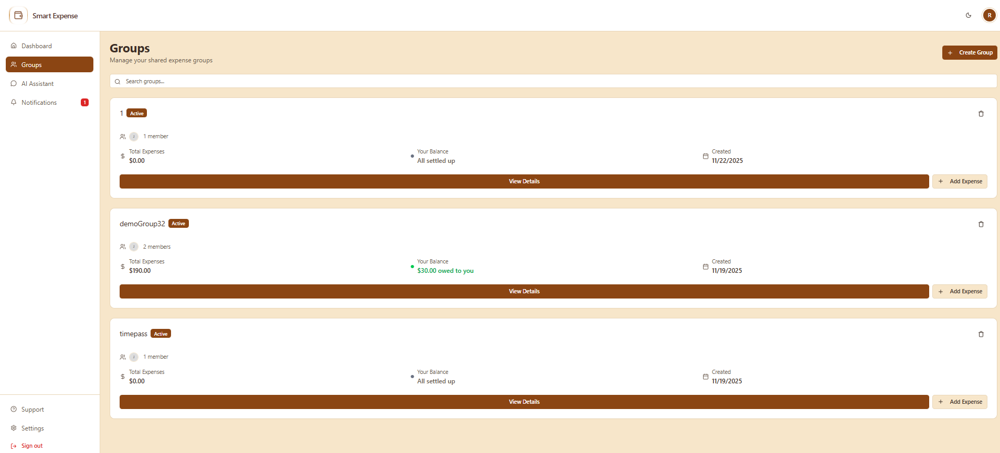 Smart Expense
R
Dashboard
Groups
AI Assistant
Notifications 1
Support
Settings
Sign out
Groups
Manage your shared expense groups
Create Group
Search groups...
1 Active
J 1 member
Total Expenses
$0.00
Your Balance
All settled up
Created
11/22/2025
View Details
Add Expense
demoGroup32 Active
J 2 members
Total Expenses
$190.00
Your Balance
$30.00 owed to you
Created
11/19/2025
View Details
Add Expense
timepass Active
J 1 member
Total Expenses
$0.00
Your Balance
All settled up
Created
11/19/2025
View Details
Add Expense